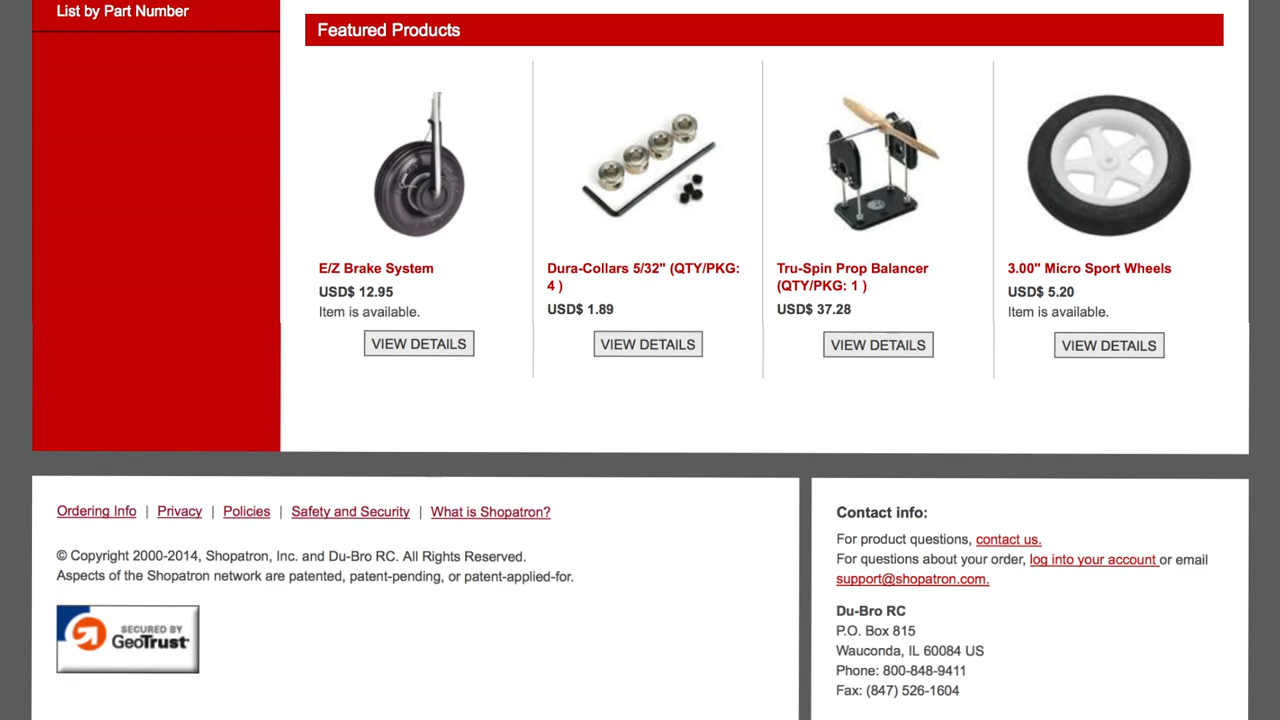 List by Part Number
Featured Products
E/Z Brake System
USD$ 12.95
Item is available.
VIEW DETAILS
Dura-Collars 5/32" (QTY/PKG:
4 )
USD$ 1.89
VIEW DETAILS
Tru-Spin Prop Balancer
(QTY/PKG: 1 )
USD$ 37.28
VIEW DETAILS
3.00" Micro Sport Wheels
USD$ 5.20
Item is available.
VIEW DETAILS
Ordering Info | Privacy | Policies | Safety and Security | What is Shopatron?
© Copyright 2000-2014, Shopatron, Inc. and Du-Bro RC. All Rights Reserved.
Aspects of the Shopatron network are patented, patent-pending, or patent-applied-for.
SECURED BY
GeoTrust
Contact info:
For product questions, contact us.
For questions about your order, log into your account or email
support@shopatron.com.
Du-Bro RC
P.O. Box 815
Wauconda, IL 60084 US
Phone: 800-848-9411
Fax: (847) 526-1604